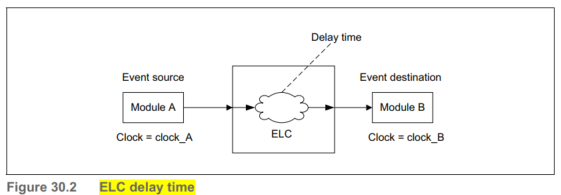 Delay time
Event source
Event destination
Module A
Module B
Clock = clock_A
ELC
Clock = clock_B
Figure 30.2 ELC delay time